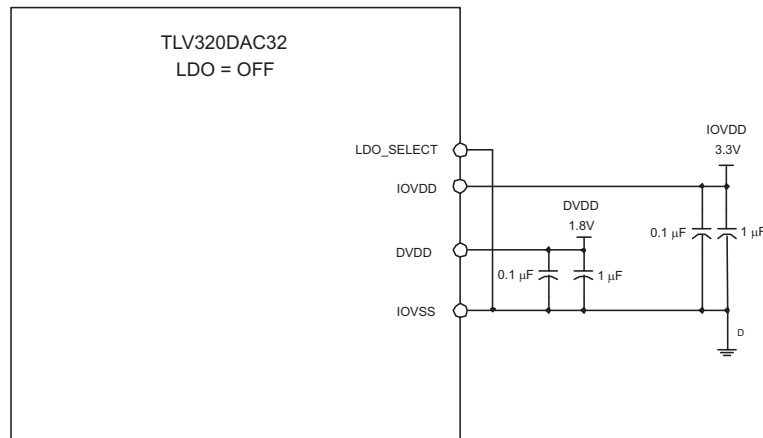 TLV320DAC32
LDO = OFF
LDO_SELECT
IOVDD
DVDD
IOVSS
DVDD
1.8V
0.1 µF
1 µF
IOVDD
3.3V
0.1 µF
1 µF
D